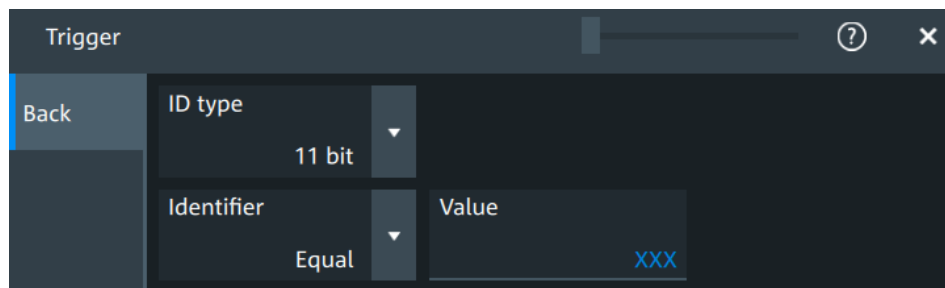 Trigger
?
×
Back
ID type
11 bit
Identifier
Equal
Value
XXX